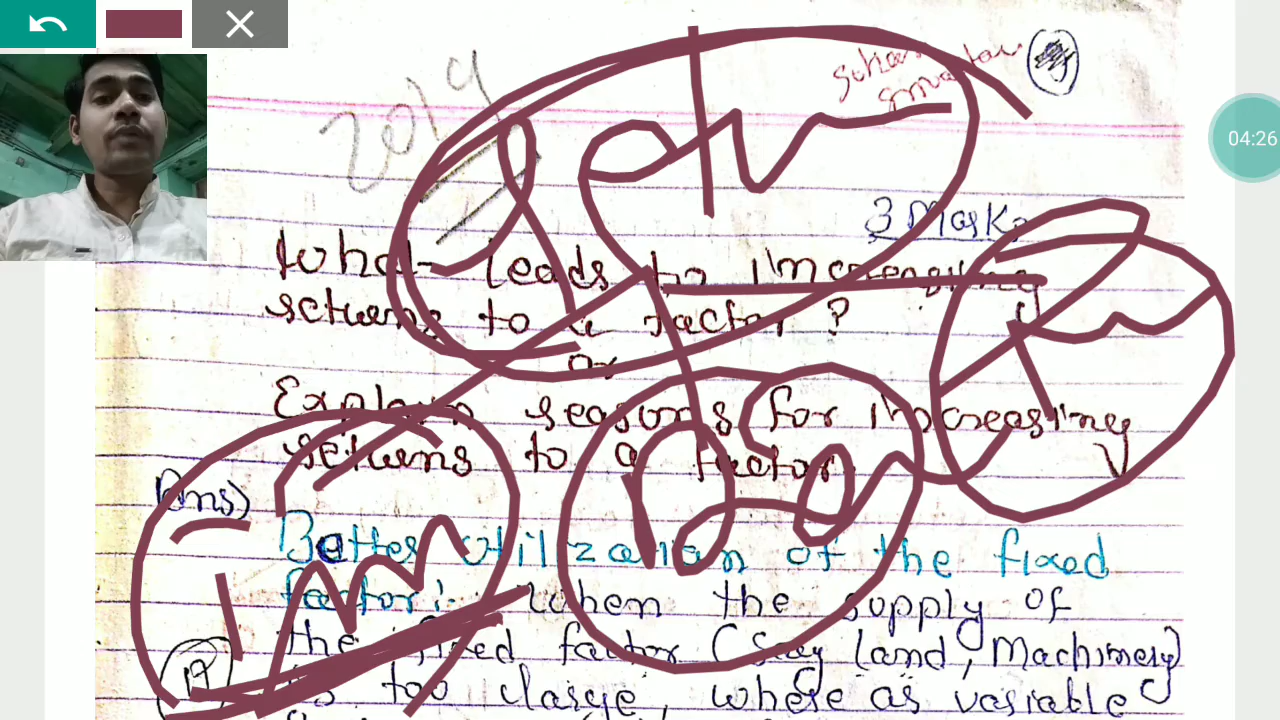 04:26
2019
3 Marks
What leads to increasing
returns to a factor ?
or
Explain reasons for increasing
returns to a factor
Ans)
Better utilization of the fixed
factor:- When the supply of
the fixed factor (say land, Machinery)
is too large, where as variable